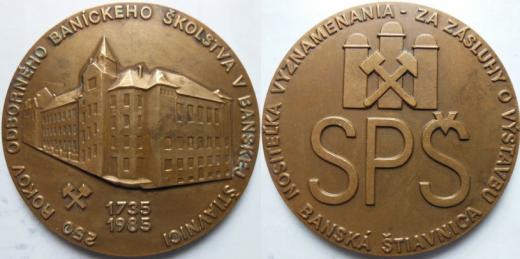 250 ROKOV ODBORNÉHO BANÍCKEHO ŠKOLSTVA V BANSKEJ ŠTIAVNICI
1735
1985
NOSITEĽKA VYZNAMENANIA - ZA ZÁSLUHY O VÝSTAVBU
SPŠ
BANSKÁ ŠTIAVNICA